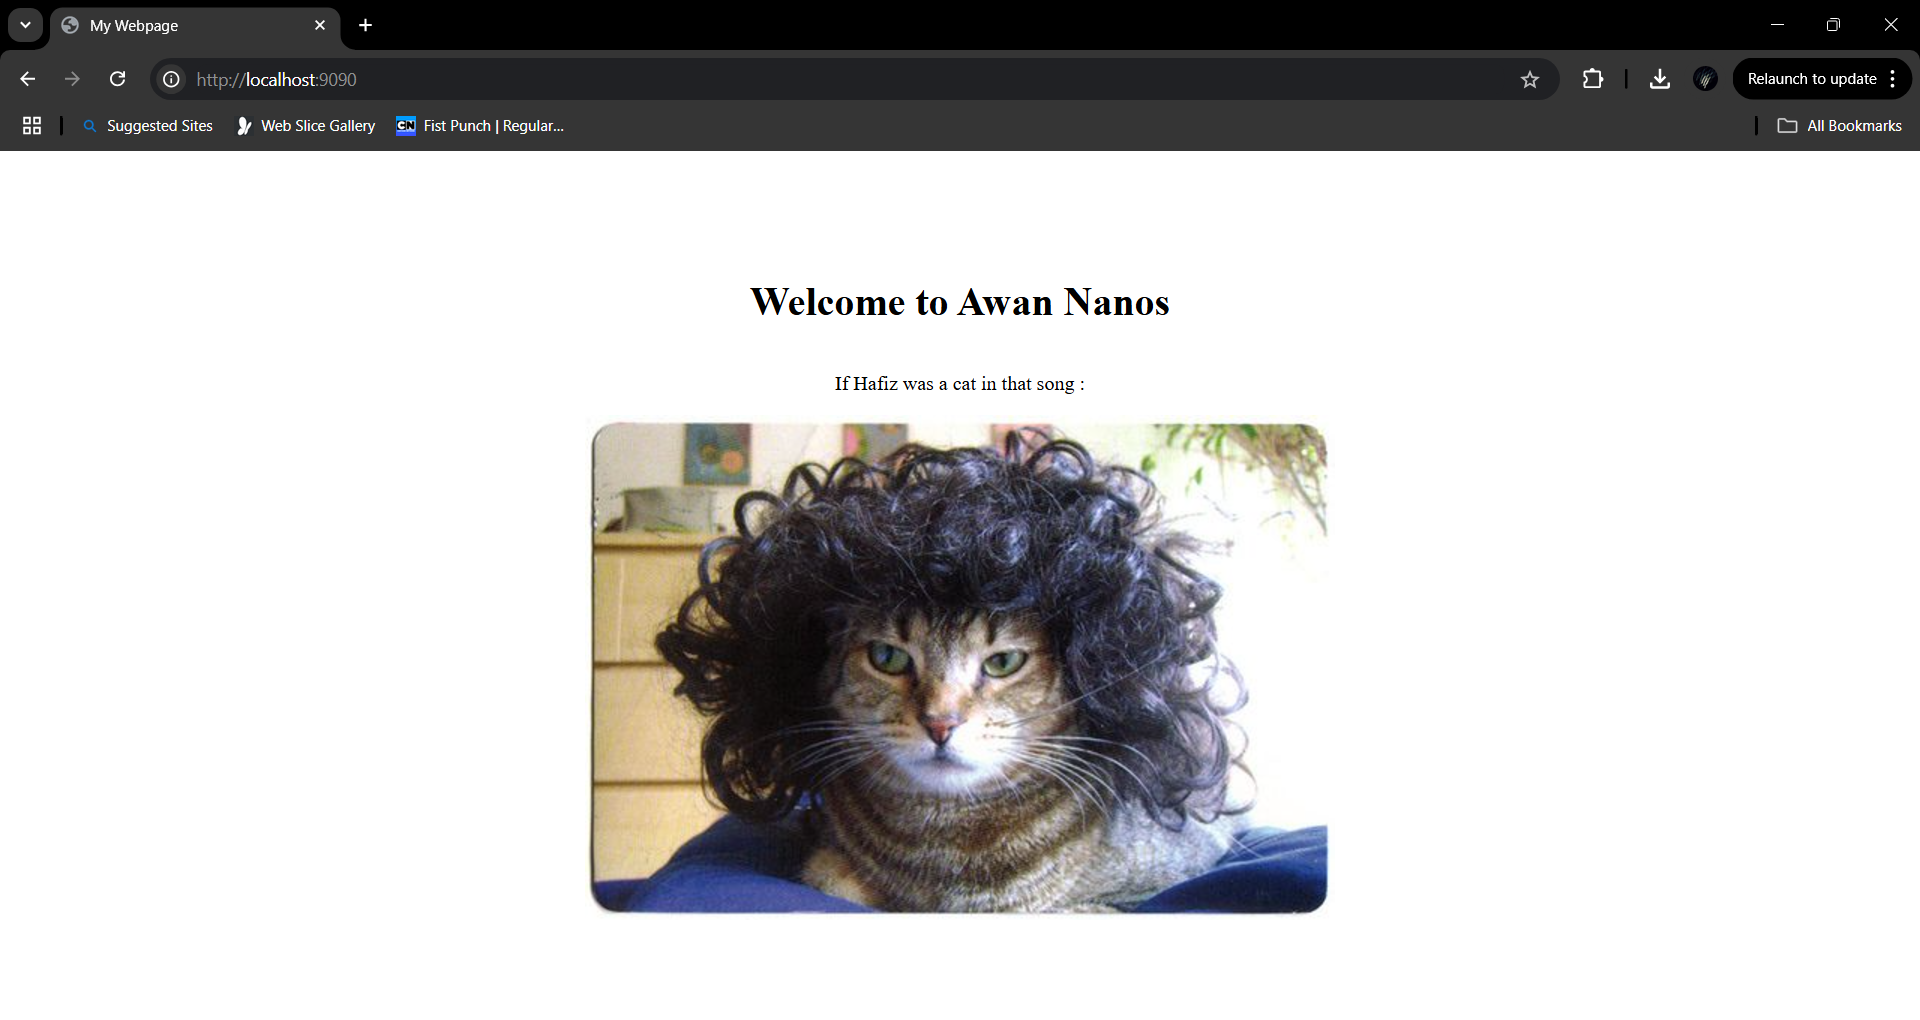 My Webpage
http://localhost:9090
Relaunch to update
Suggested Sites
Web Slice Gallery
CN
Fist Punch | Regular...
All Bookmarks
Welcome to Awan Nanos
If Hafiz was a cat in that song :